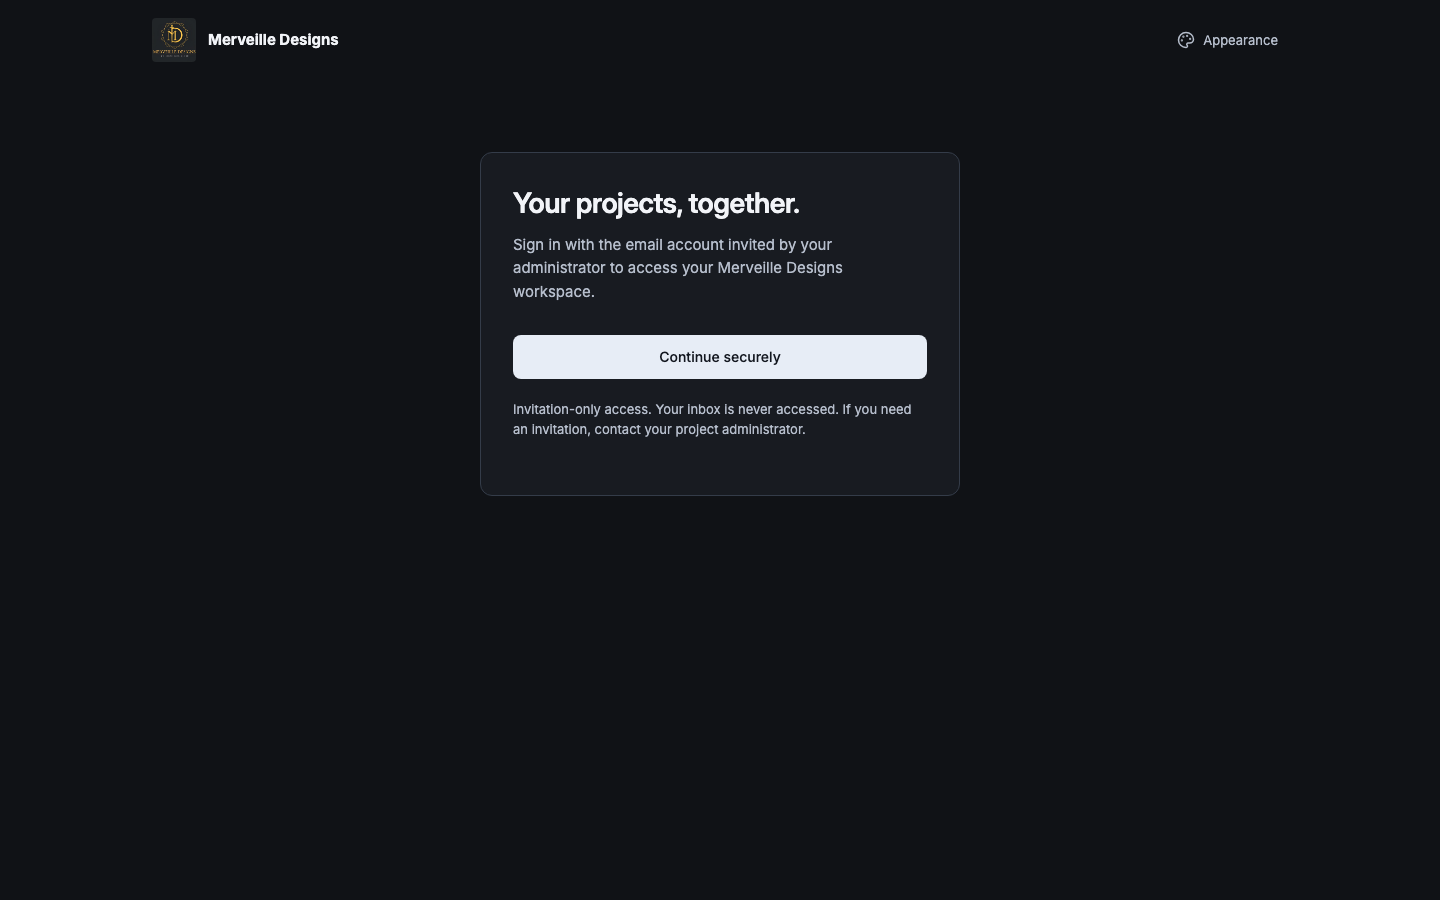 MERVEILLE DESIGNS
Merveille Designs
Appearance
Your projects, together.
Sign in with the email account invited by your
administrator to access your Merveille Designs
workspace.
Continue securely
Invitation-only access. Your inbox is never accessed. If you need
an invitation, contact your project administrator.